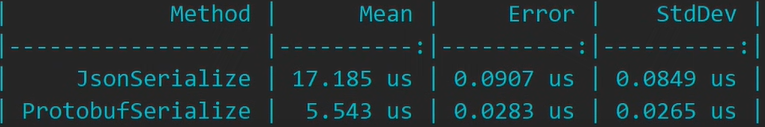 | Method | Mean | Error | StdDev |
|------------------ |----------:|----------:|----------:|
| JsonSerialize | 17.185 us | 0.0907 us | 0.0849 us |
| ProtobufSerialize | 5.543 us | 0.0283 us | 0.0265 us |